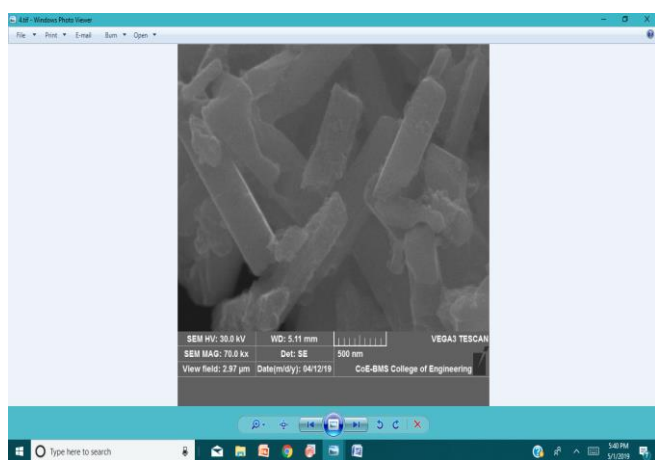 4.tif - Windows Photo Viewer
File Print E-mail Burn Open
SEM HV: 30.0 kV WD: 5.11 mm VEGA3 TESCAN
SEM MAG: 70.0 kx Det: SE 500 nm
View field: 2.97 µm Date(m/d/y): 04/12/19 CoE-BMS College of Engineering
Type here to search
5:40 PM
5/1/2019